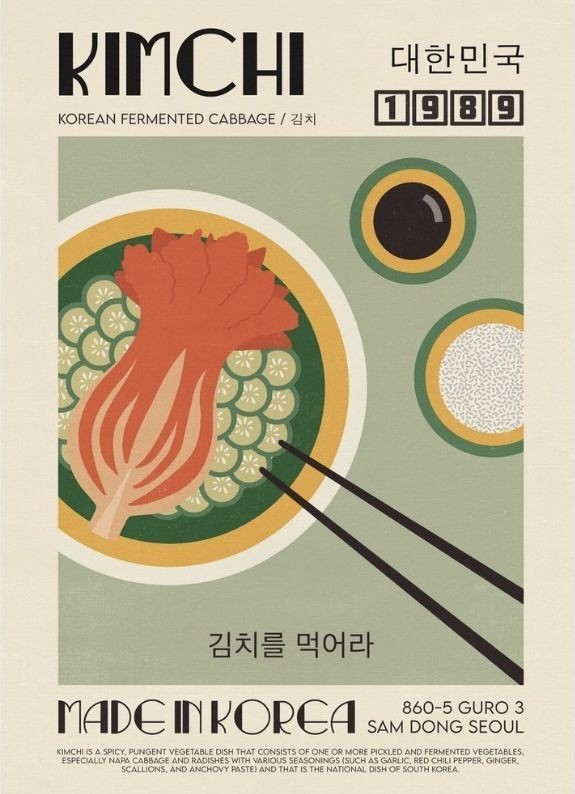 KIMCHI
대한민국
1989
KOREAN FERMENTED CABBAGE / 김치
김치를 먹어라
MADE IN KOREA
860-5 GURO 3
SAM DONG SEOUL
KIMCHI IS A SPICY, PUNGENT VEGETABLE DISH THAT CONSISTS OF ONE OR MORE PICKLED AND FERMENTED VEGETABLES,
ESPECIALLY NAPA CABBAGE AND RADISHES WITH VARIOUS SEASONINGS (SUCH AS GARLIC, RED CHILI PEPPER, GINGER,
SCALLIONS, AND ANCHOVY PASTE) AND THAT IS THE NATIONAL DISH OF SOUTH KOREA.